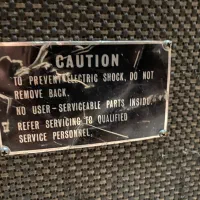 CAUTION
TO PREVENT ELECTRIC SHOCK, DO NOT
REMOVE BACK.
NO USER-SERVICEABLE PARTS INSIDE.
REFER SERVICING TO QUALIFIED
SERVICE PERSONNEL.